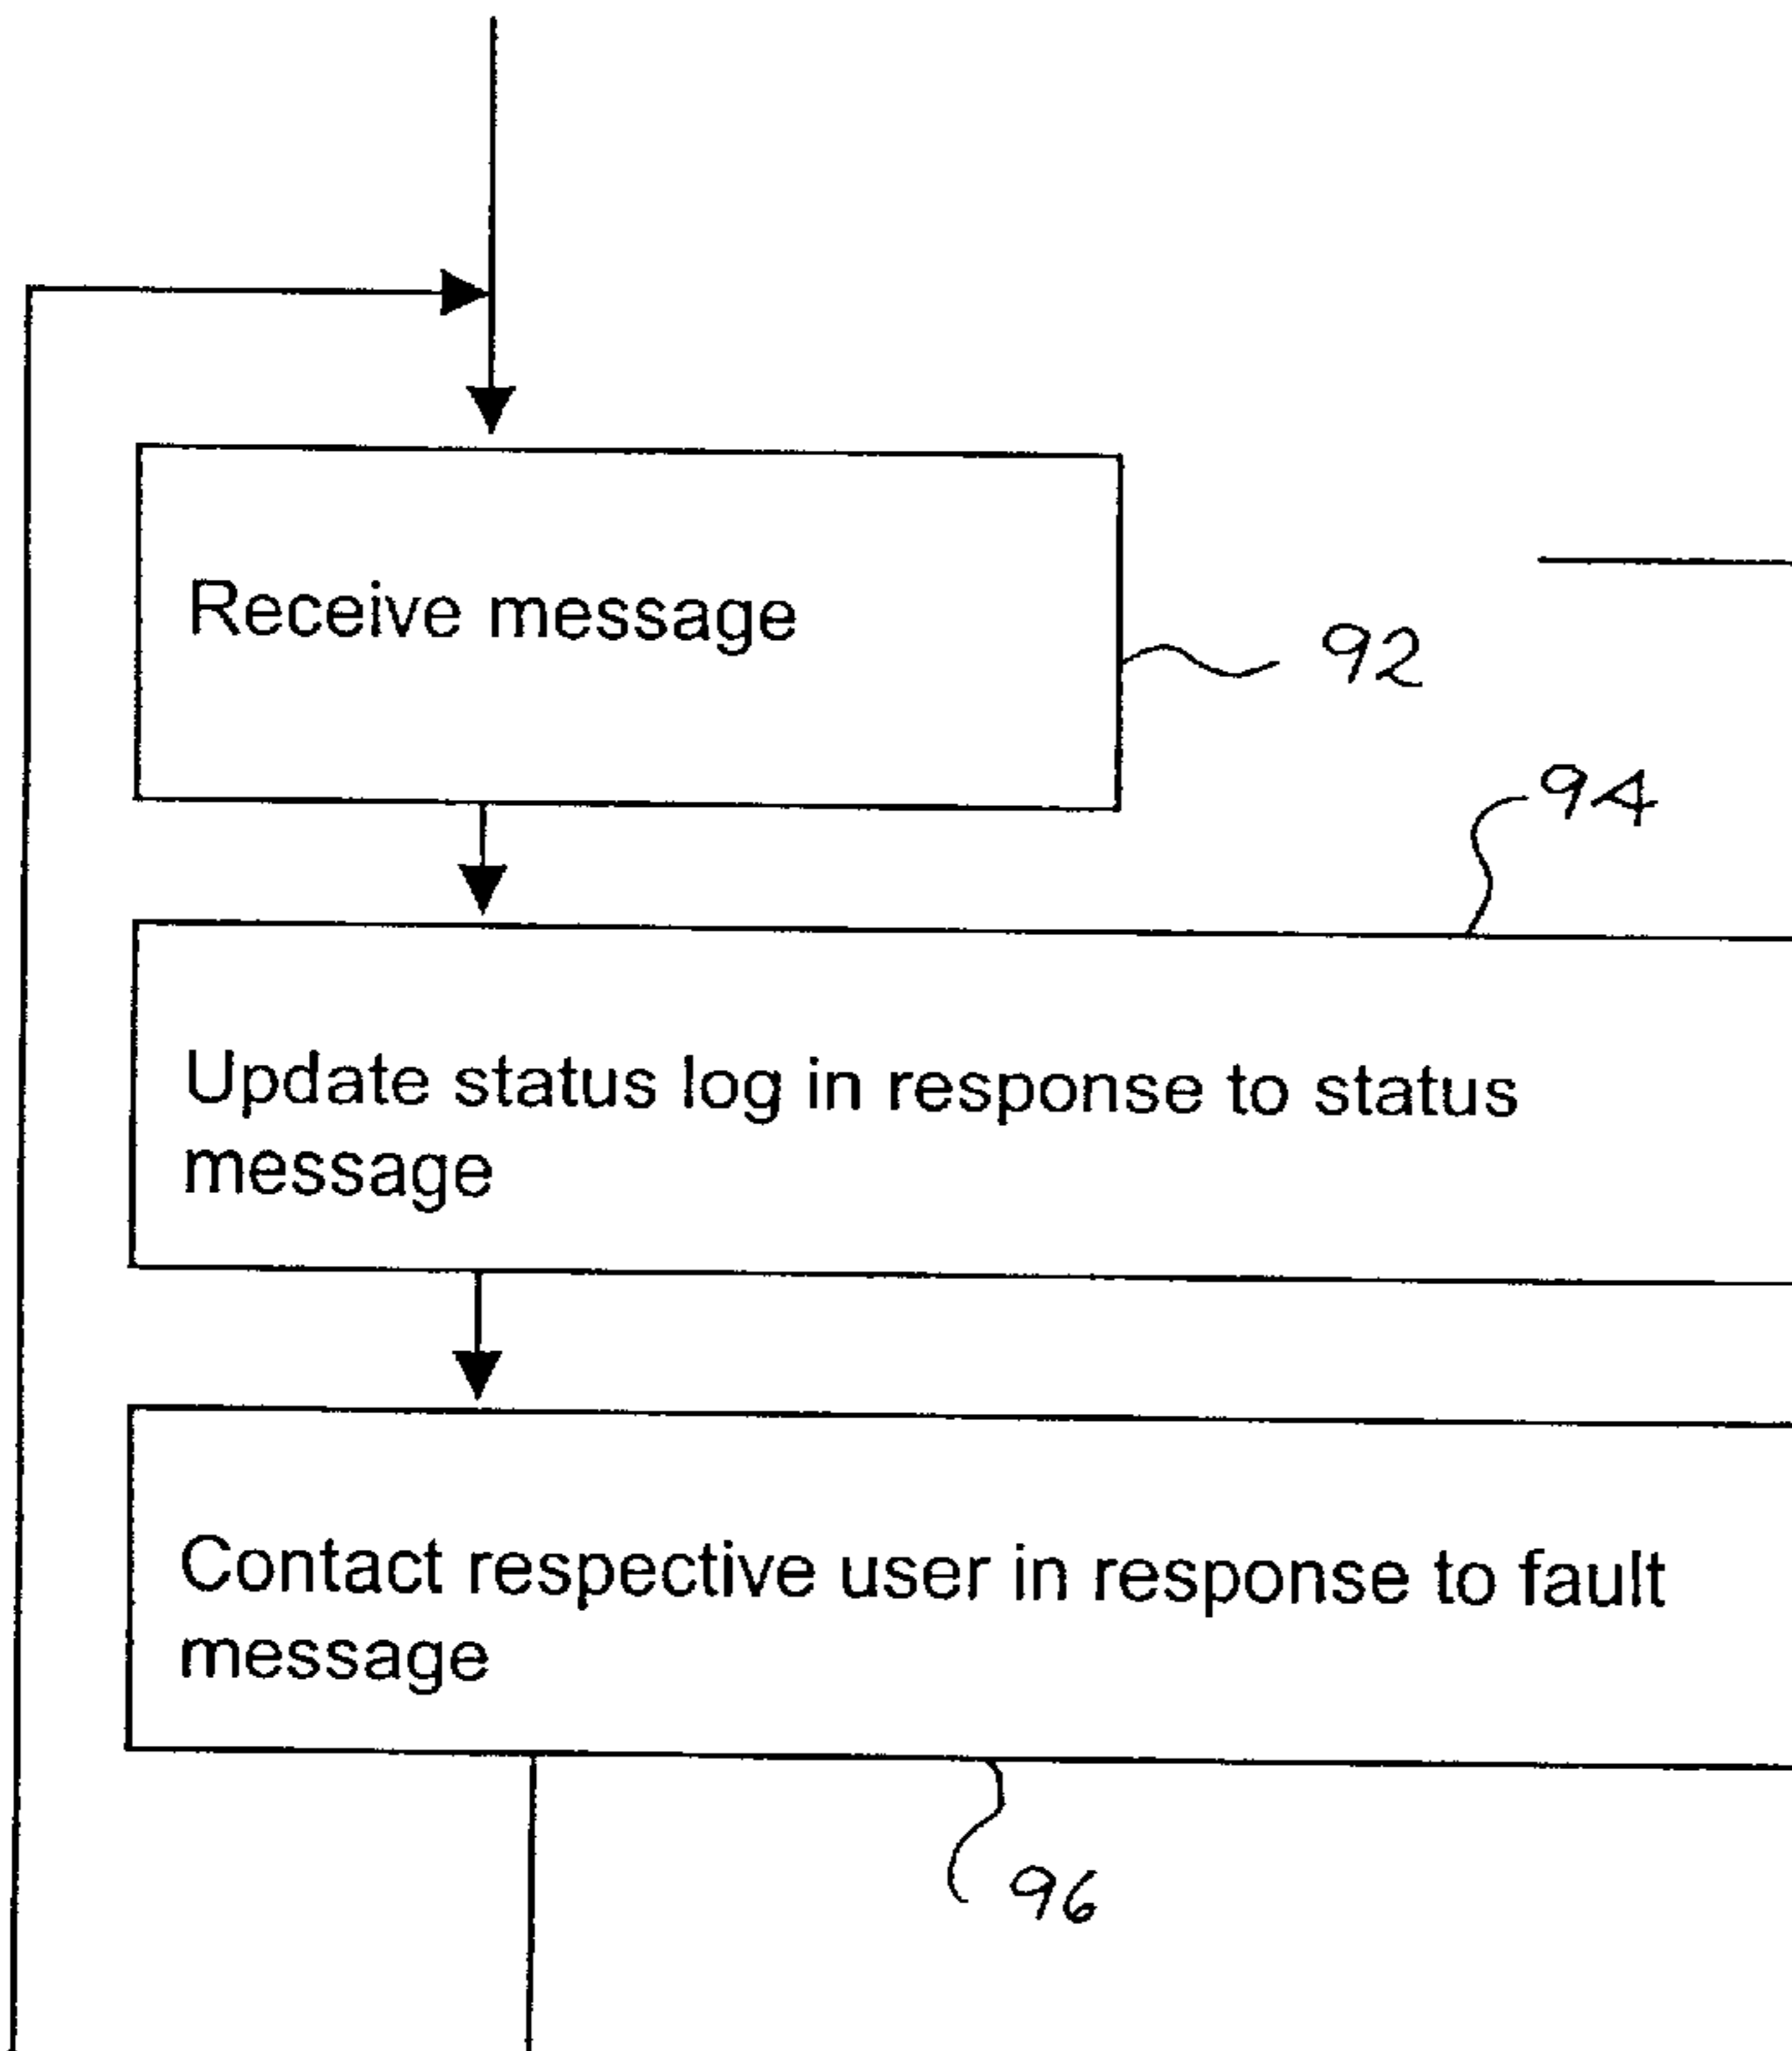 Receive message
92
94
Update status log in response to status
message
Contact respective user in response to fault
message
96